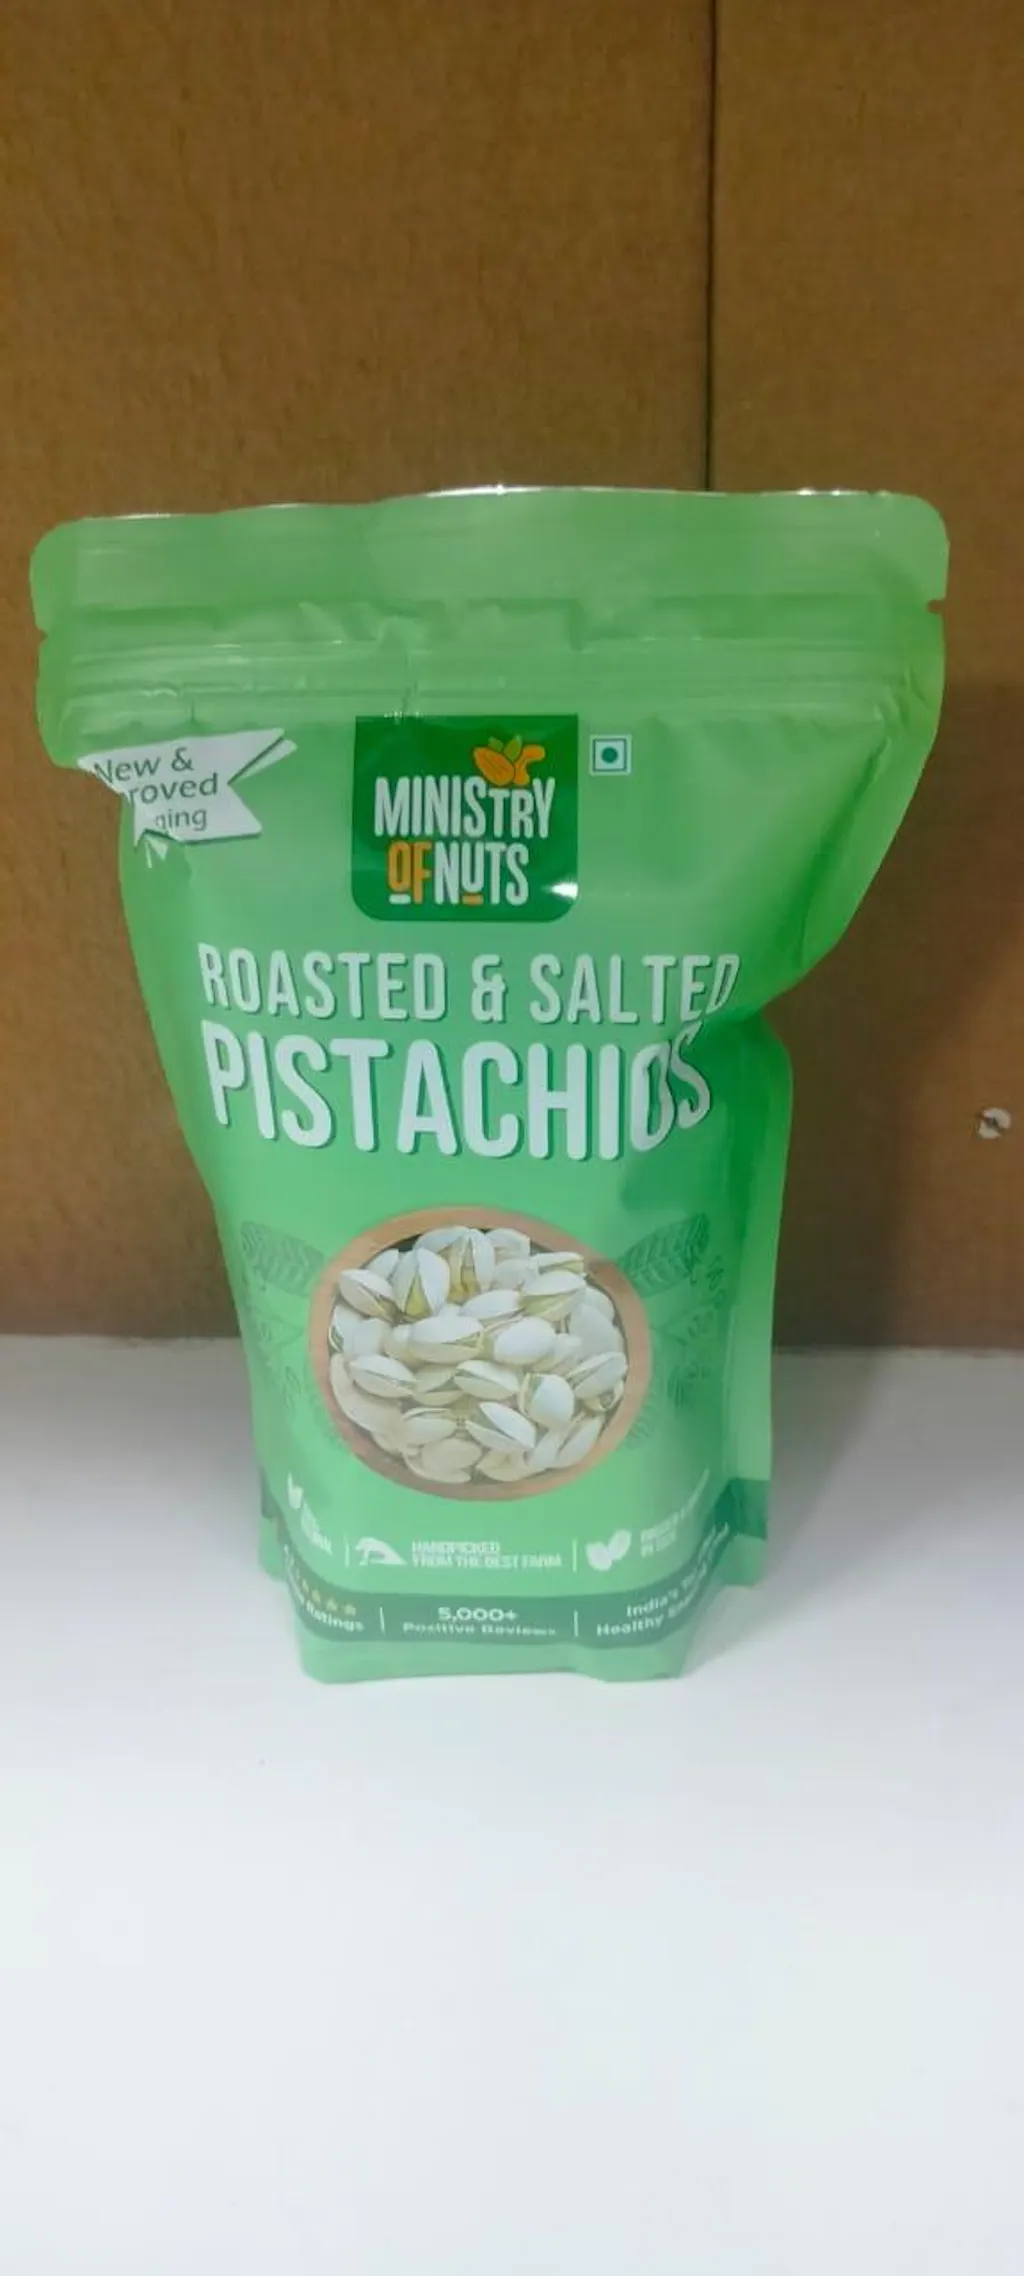 New &
roved
ning
MINISTRY
OF NUTS
ROASTED & SALTED
PISTACHIOS
HANDPICKED
FROM THE BEST FARM
Ratings
5,000+
Positive Reviews
India's
Healthy